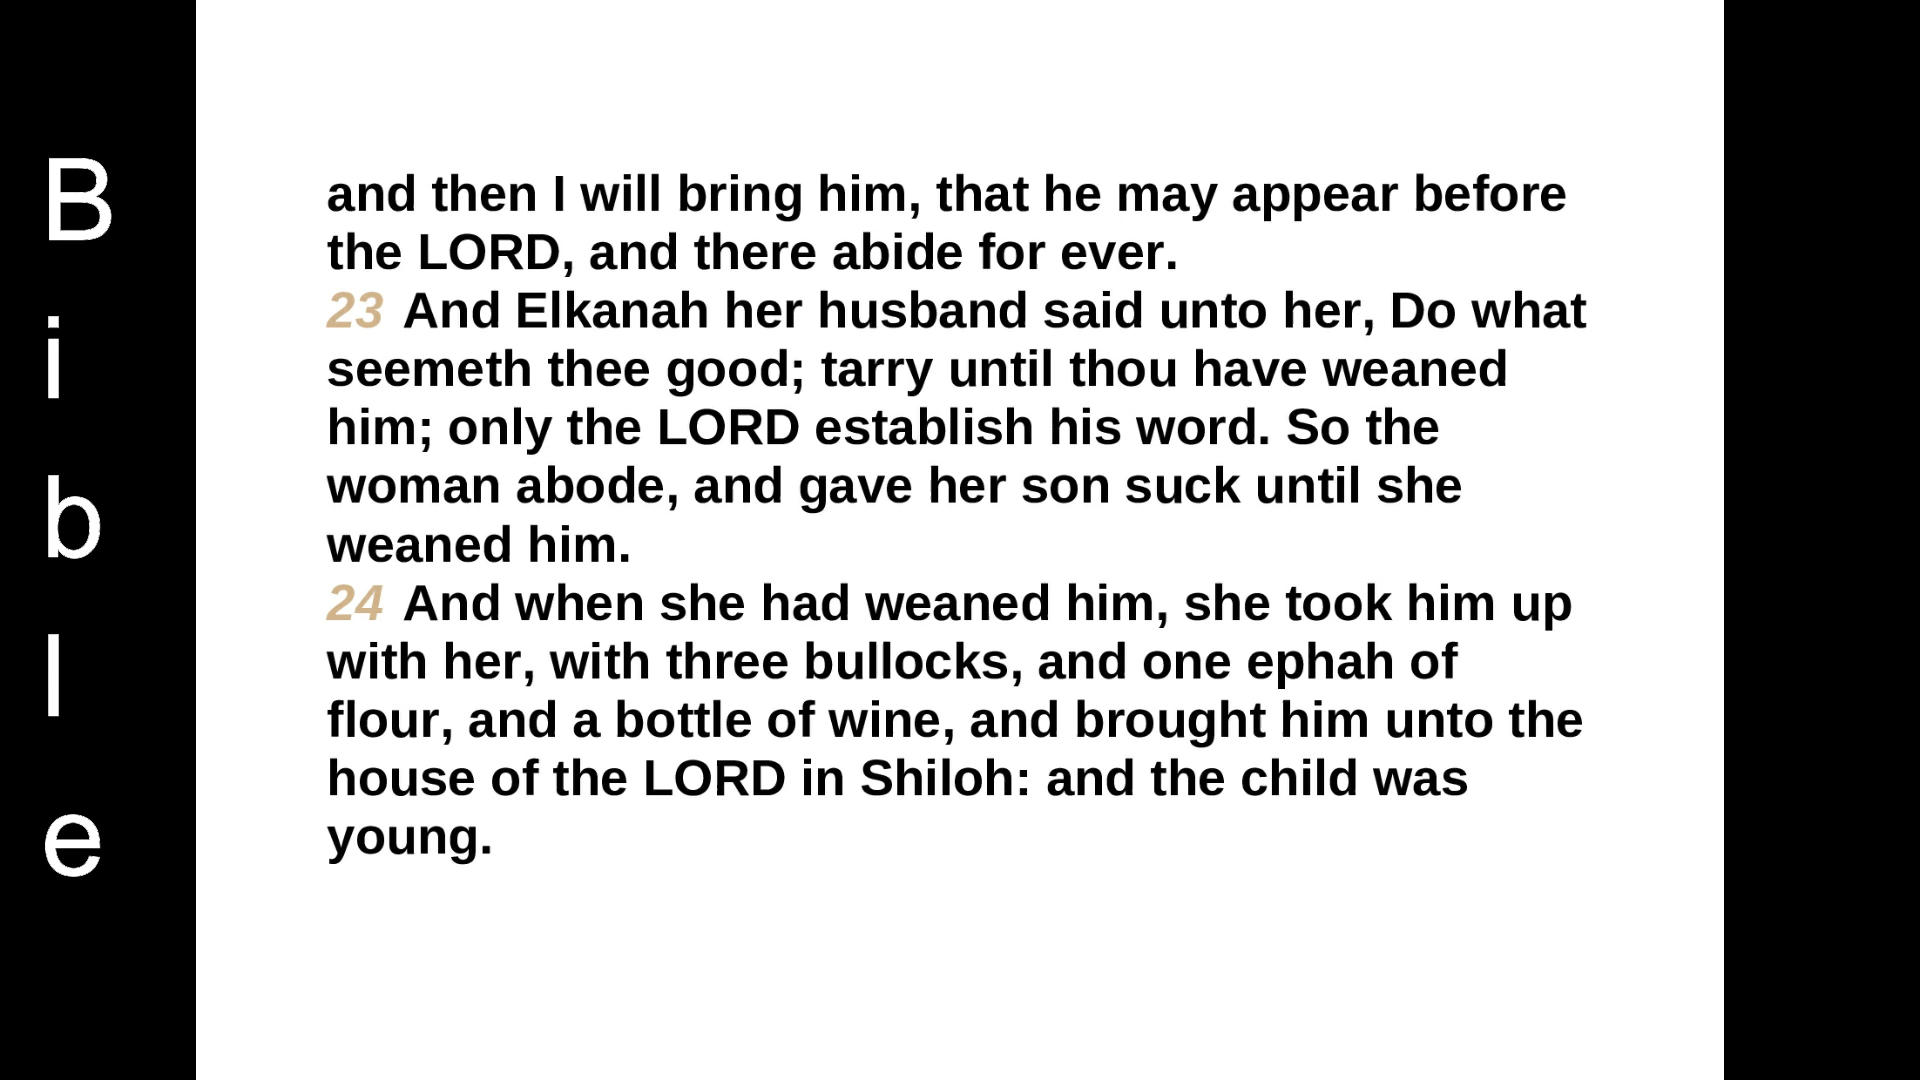 Bible
and then I will bring him, that he may appear before
the LORD, and there abide for ever.
23 And Elkanah her husband said unto her, Do what
seemeth thee good; tarry until thou have weaned
him; only the LORD establish his word. So the
woman abode, and gave her son suck until she
weaned him.
24 And when she had weaned him, she took him up
with her, with three bullocks, and one ephah of
flour, and a bottle of wine, and brought him unto the
house of the LORD in Shiloh: and the child was
young.